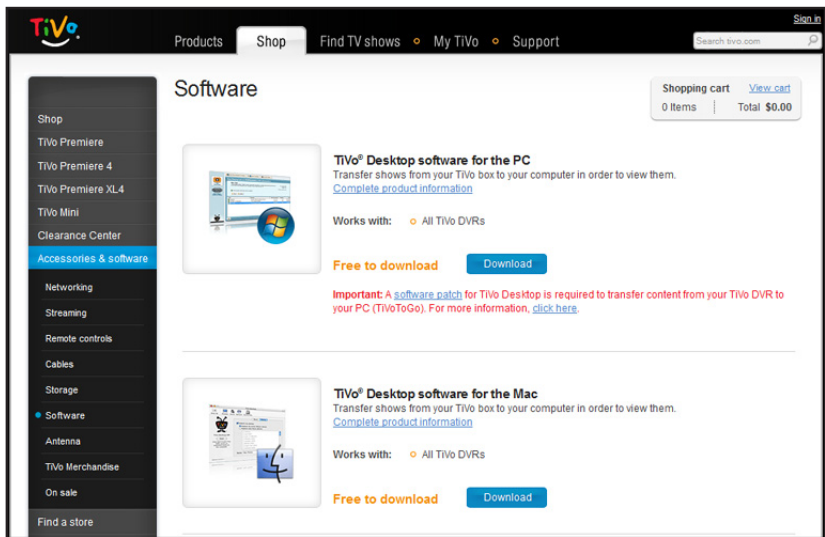 TiVo
Sign in
Products Shop Find TV shows My TiVo Support
Search tivo.com
Software
Shopping cart View cart
0 Items Total $0.00
Shop
TiVo Premiere
TiVo Premiere 4
TiVo Premiere XL4
TiVo Mini
Clearance Center
Accessories & software
Networking
Streaming
Remote controls
Cables
Storage
Software
Antenna
TiVo Merchandise
On sale
Find a store
TiVo® Desktop software for the PC
Transfer shows from your TiVo box to your computer in order to view them.
Complete product information
Works with: All TiVo DVRs
Free to download Download
Important: A software patch for TiVo Desktop is required to transfer content from your TiVo DVR to
your PC (TiVoToGo). For more information, click here.
TiVo® Desktop software for the Mac
Transfer shows from your TiVo box to your computer in order to view them.
Complete product information
Works with: All TiVo DVRs
Free to download Download